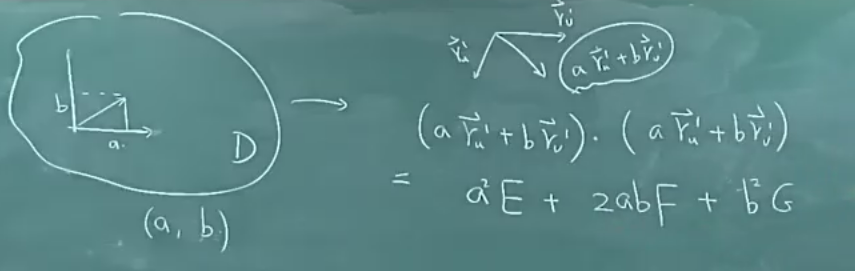 b
a.
D
(a, b)
→
$\vec{r}_u'$
$\vec{r}_v'$
$a\vec{r}_u' + b\vec{r}_v'$
$(a\vec{r}_u' + b\vec{r}_v') \cdot (a\vec{r}_u' + b\vec{r}_v')$
$= a^2E + 2abF + b^2G$